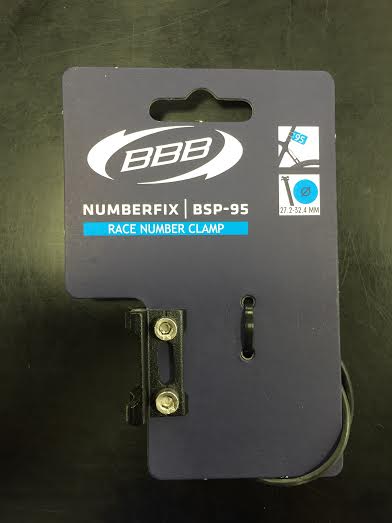 BBB
NUMBERFIX | BSP-95
RACE NUMBER CLAMP
95
27.2-32.4 MM